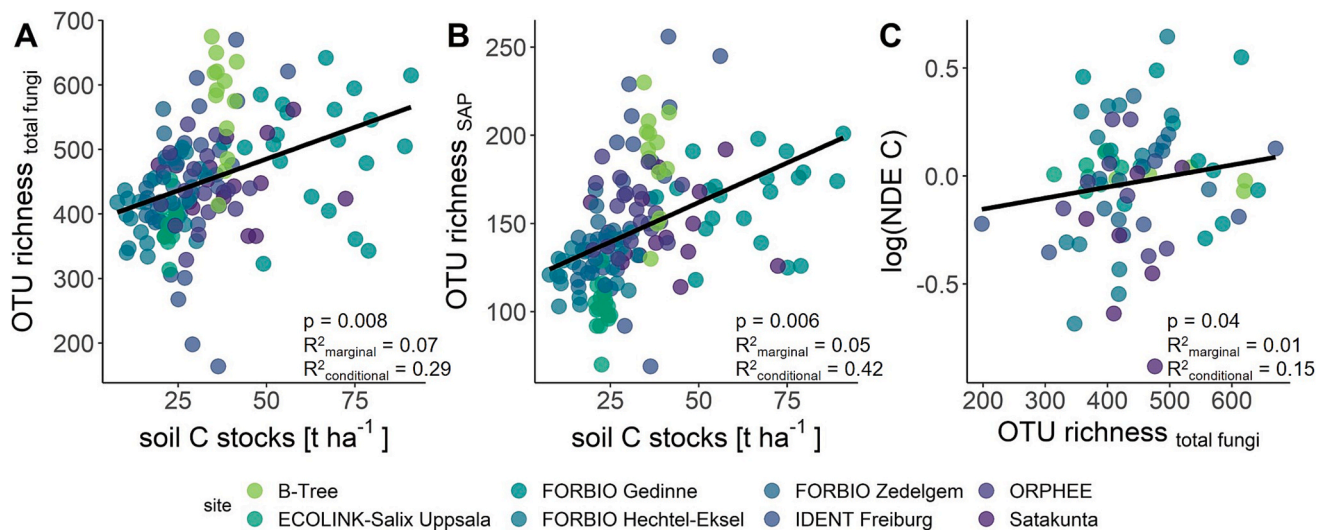 A
OTU richness total fungi
700
600
500
400
300
200
25 50 75
soil C stocks [t ha-1 ]
p = 0.008
R2marginal = 0.07
R2conditional = 0.29
B
OTU richness SAP
250
200
150
100
25 50 75
soil C stocks [t ha-1 ]
p = 0.006
R2marginal = 0.05
R2conditional = 0.42
C
log(NDE C)
0.5
0.0
-0.5
200 300 400 500 600
OTU richness total fungi
p = 0.04
R2marginal = 0.01
R2conditional = 0.15
site
B-Tree FORBIO Gedinne FORBIO Zedelgem ORPHEE
ECOLINK-Salix Uppsala FORBIO Hechtel-Eksel IDENT Freiburg Satakunta